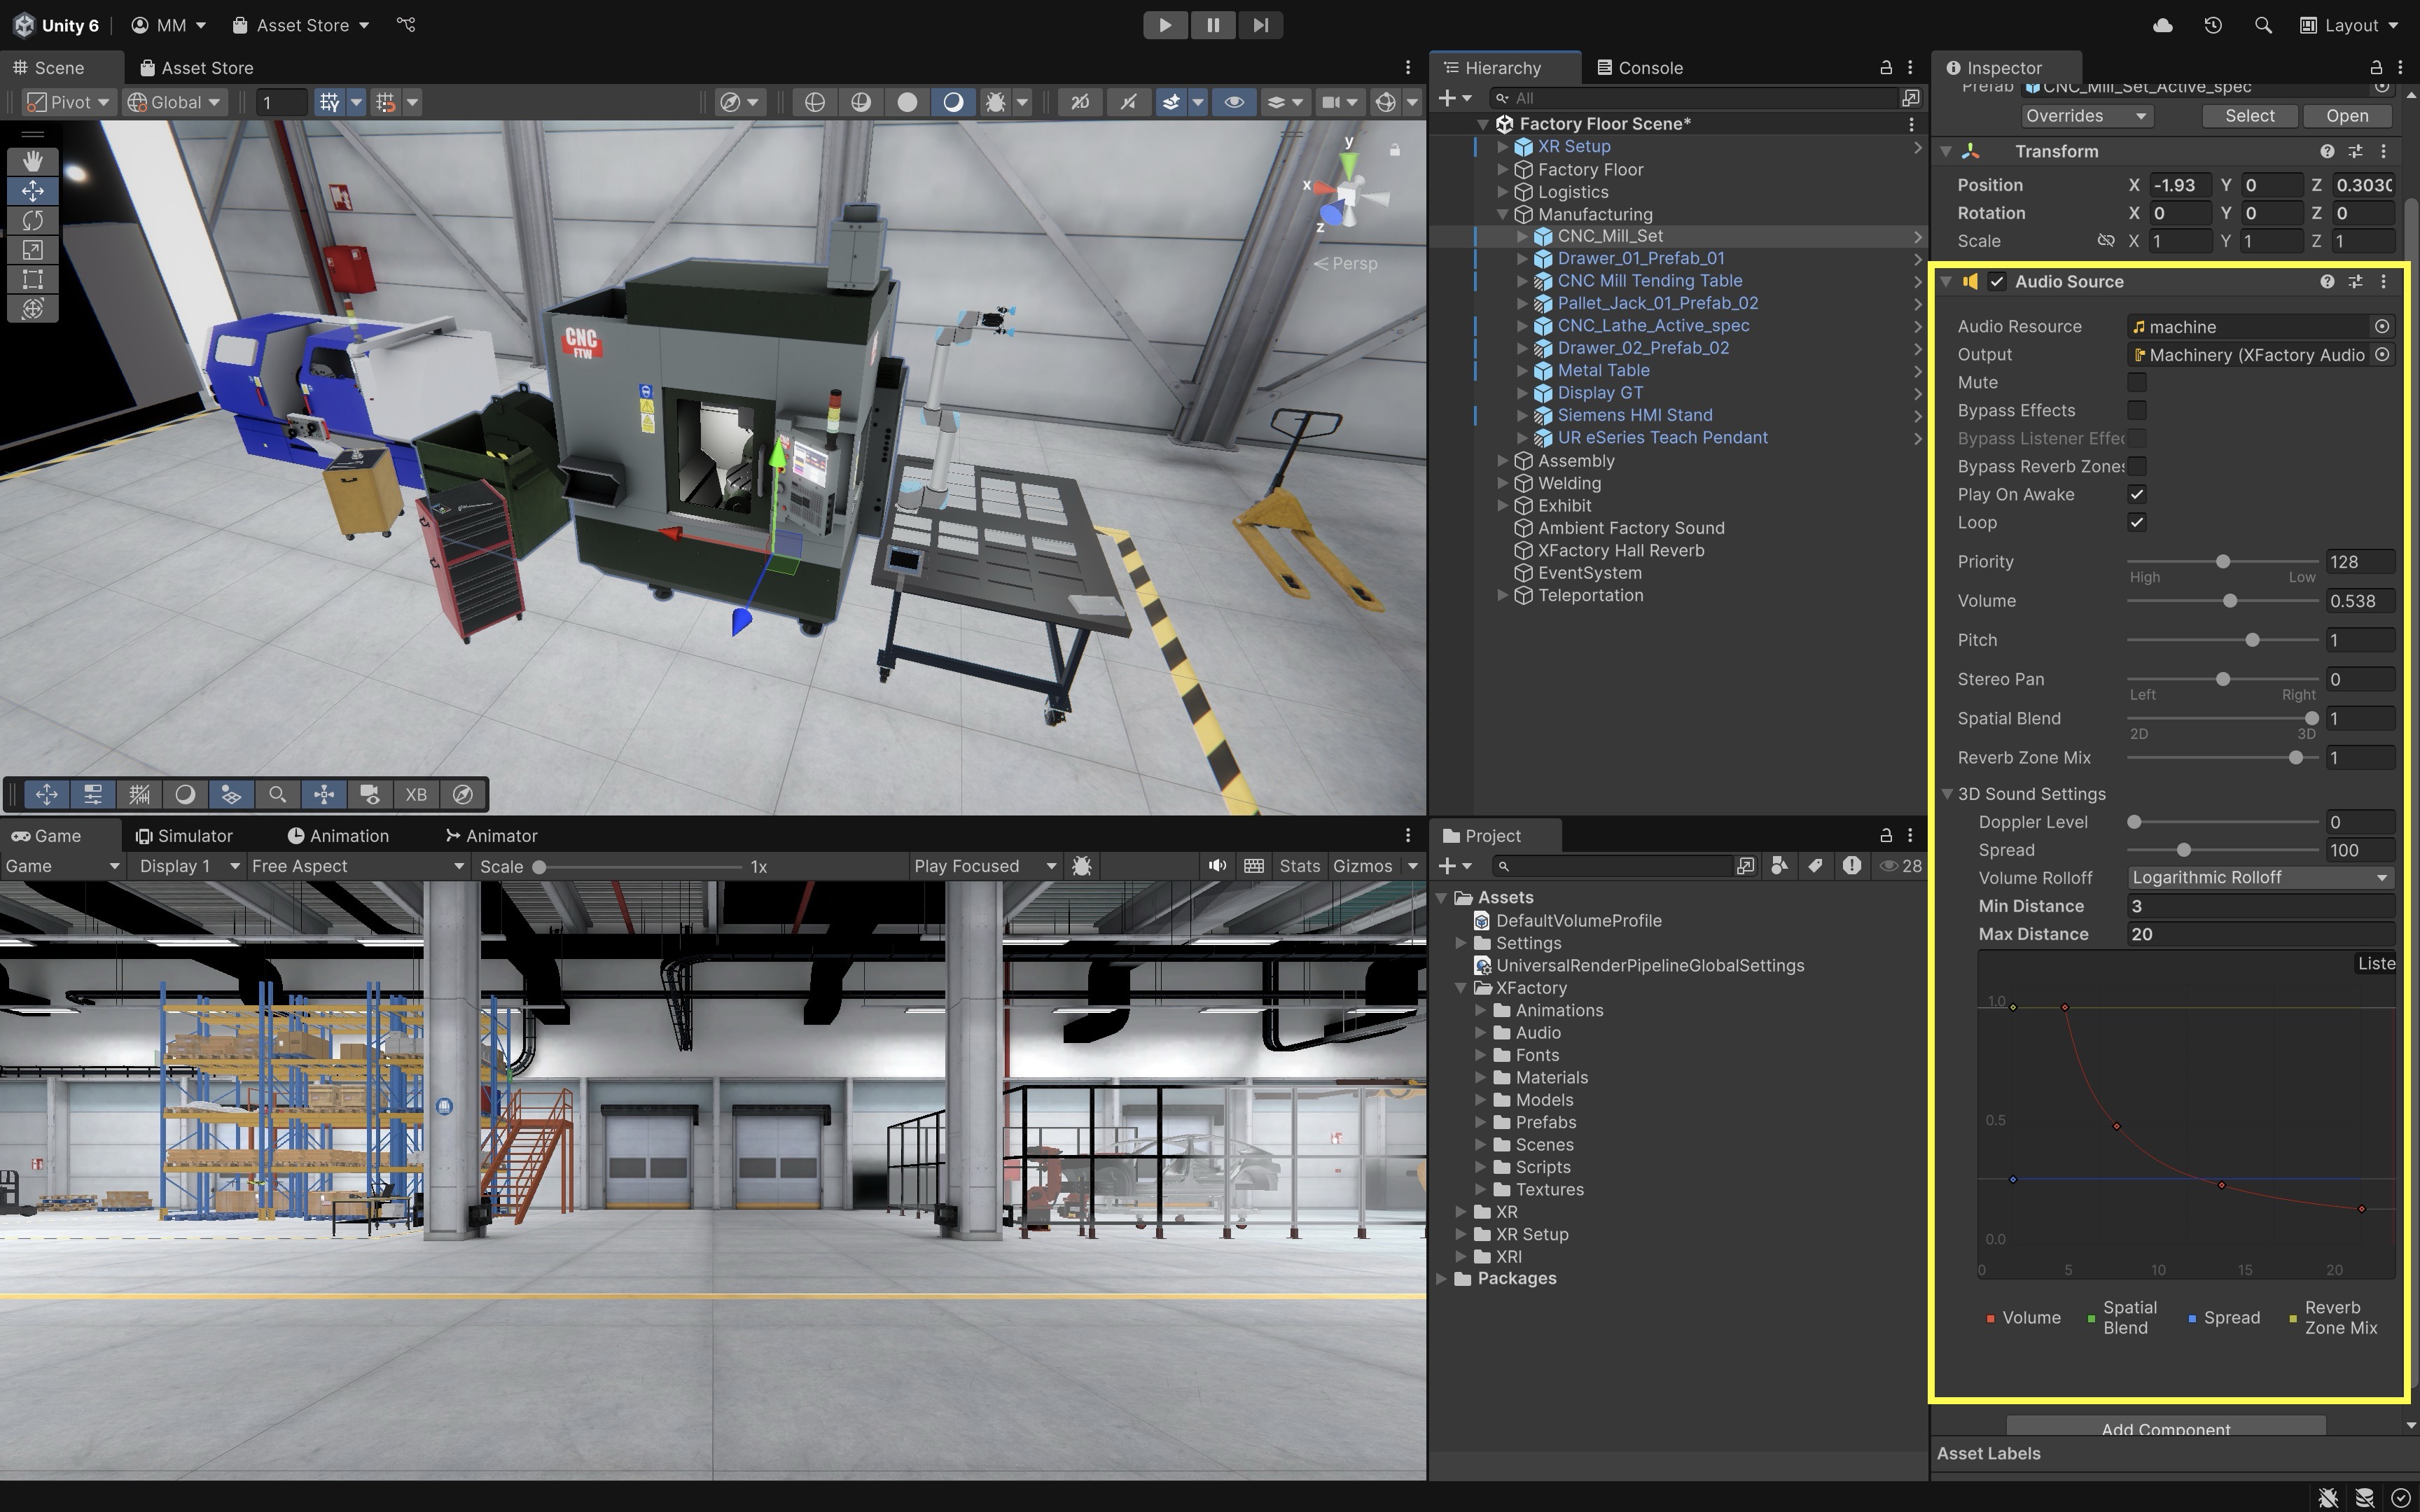 Unity 6
MM
Asset Store
Layout
Scene
Asset Store
Pivot
Global
1
2D
y
x
z
Persp
CNC
FTW
XB
Game
Simulator
Animation
Animator
Game
Display 1
Free Aspect
Scale
1x
Play Focused
Stats
Gizmos
Hierarchy
Console
All
Factory Floor Scene*
XR Setup
Factory Floor
Logistics
Manufacturing
CNC_Mill_Set
Drawer_01_Prefab_01
CNC Mill Tending Table
Pallet_Jack_01_Prefab_02
CNC_Lathe_Active_spec
Drawer_02_Prefab_02
Metal Table
Display GT
Siemens HMI Stand
UR eSeries Teach Pendant
Assembly
Welding
Exhibit
Ambient Factory Sound
XFactory Hall Reverb
EventSystem
Teleportation
Project
28
Assets
DefaultVolumeProfile
Settings
UniversalRenderPipelineGlobalSettings
XFactory
Animations
Audio
Fonts
Materials
Models
Prefabs
Scenes
Scripts
Textures
XR
XR Setup
XRI
Packages
Inspector
Prefab CNC_Mill_Set_Active_spec
Overrides Select Open
Transform
Position X -1.93 Y 0 Z 0.3030
Rotation X 0 Y 0 Z 0
Scale X 1 Y 1 Z 1
Audio Source
Audio Resource machine
Output Machinery (XFactory Audio
Mute
Bypass Effects
Bypass Listener Effec
Bypass Reverb Zones
Play On Awake
Loop
Priority 128
High Low
Volume 0.538
Pitch 1
Stereo Pan 0
Left Right
Spatial Blend 1
2D 3D
Reverb Zone Mix 1
3D Sound Settings
Doppler Level 0
Spread 100
Volume Rolloff Logarithmic Rolloff
Min Distance 3
Max Distance 20
Liste
1.0
0.5
0.0
0 5 10 15 20
Volume
Spatial
Blend
Spread
Reverb
Zone Mix
Add Component
Asset Labels